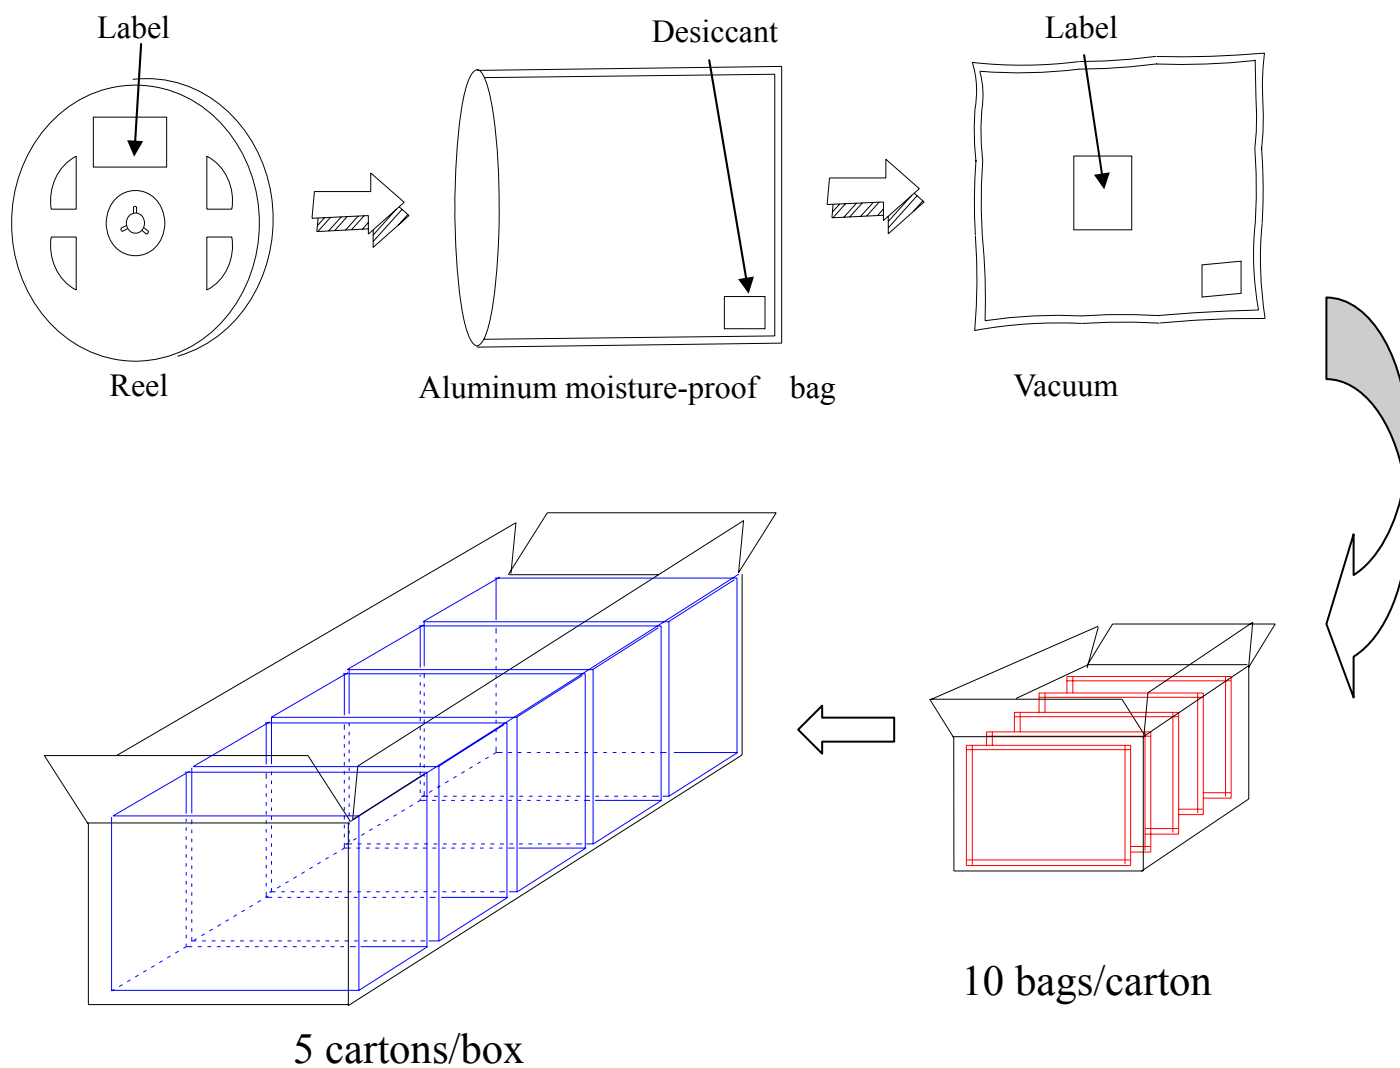 Label
Desiccant
Label
Reel
Aluminum moisture-proof bag
Vacuum
10 bags/carton
5 cartons/box